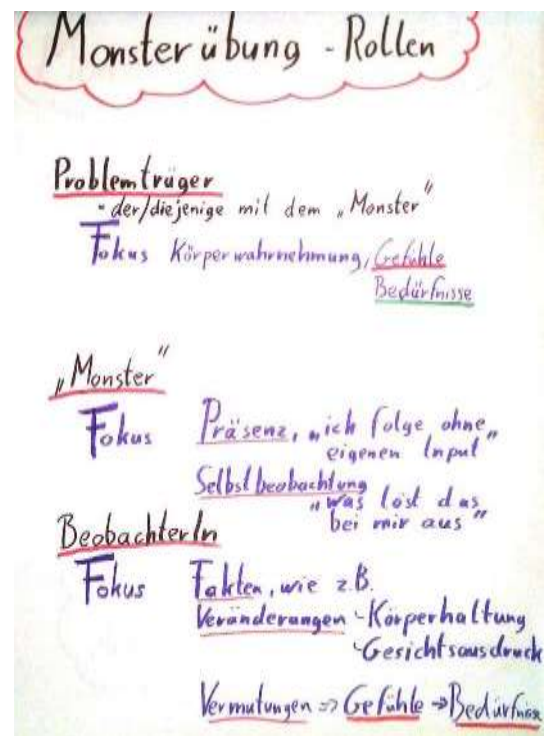 Monsterübung - Rollen
Problemträger
- der/diejenige mit dem „Monster"
Fokus Körperwahrnehmung, Gefühle
Bedürfnisse
„Monster"
Fokus Präsenz, „ich folge ohne
eigenen Input"
Selbstbeobachtung
„was löst das
bei mir aus"
BeobachterIn
Fokus Fakten, wie z.B.
Veränderungen - Körperhaltung
- Gesichtsausdruck
Vermutungen => Gefühle => Bedürfnisse